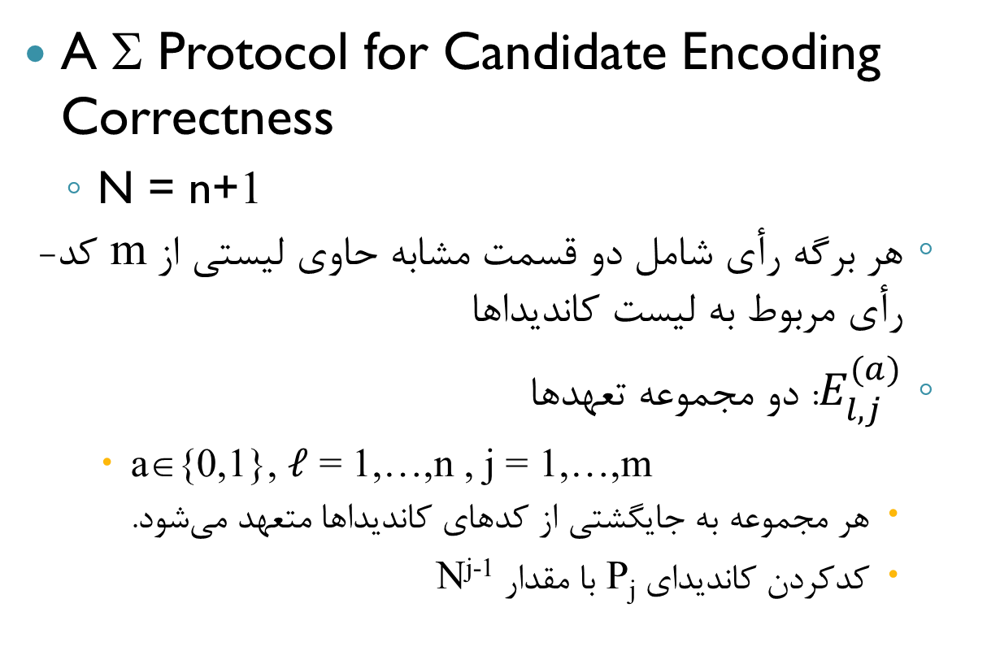 • A Σ Protocol for Candidate Encoding
Correctness
◦ N = n+1
◦ هر برگه رأی شامل دو قسمت مشابه حاوی لیستی از m کد-
رأی مربوط به لیست کاندیداها
◦ $E_{l,j}^{(a)}$: دو مجموعه تعهدها
• a∈{0,1}, ℓ = 1,…,n , j = 1,…,m
• هر مجموعه به جایگشتی از کدهای کاندیداها متعهد می‌شود.
• کدکردن کاندیدای P_j با مقدار N^{j-1}